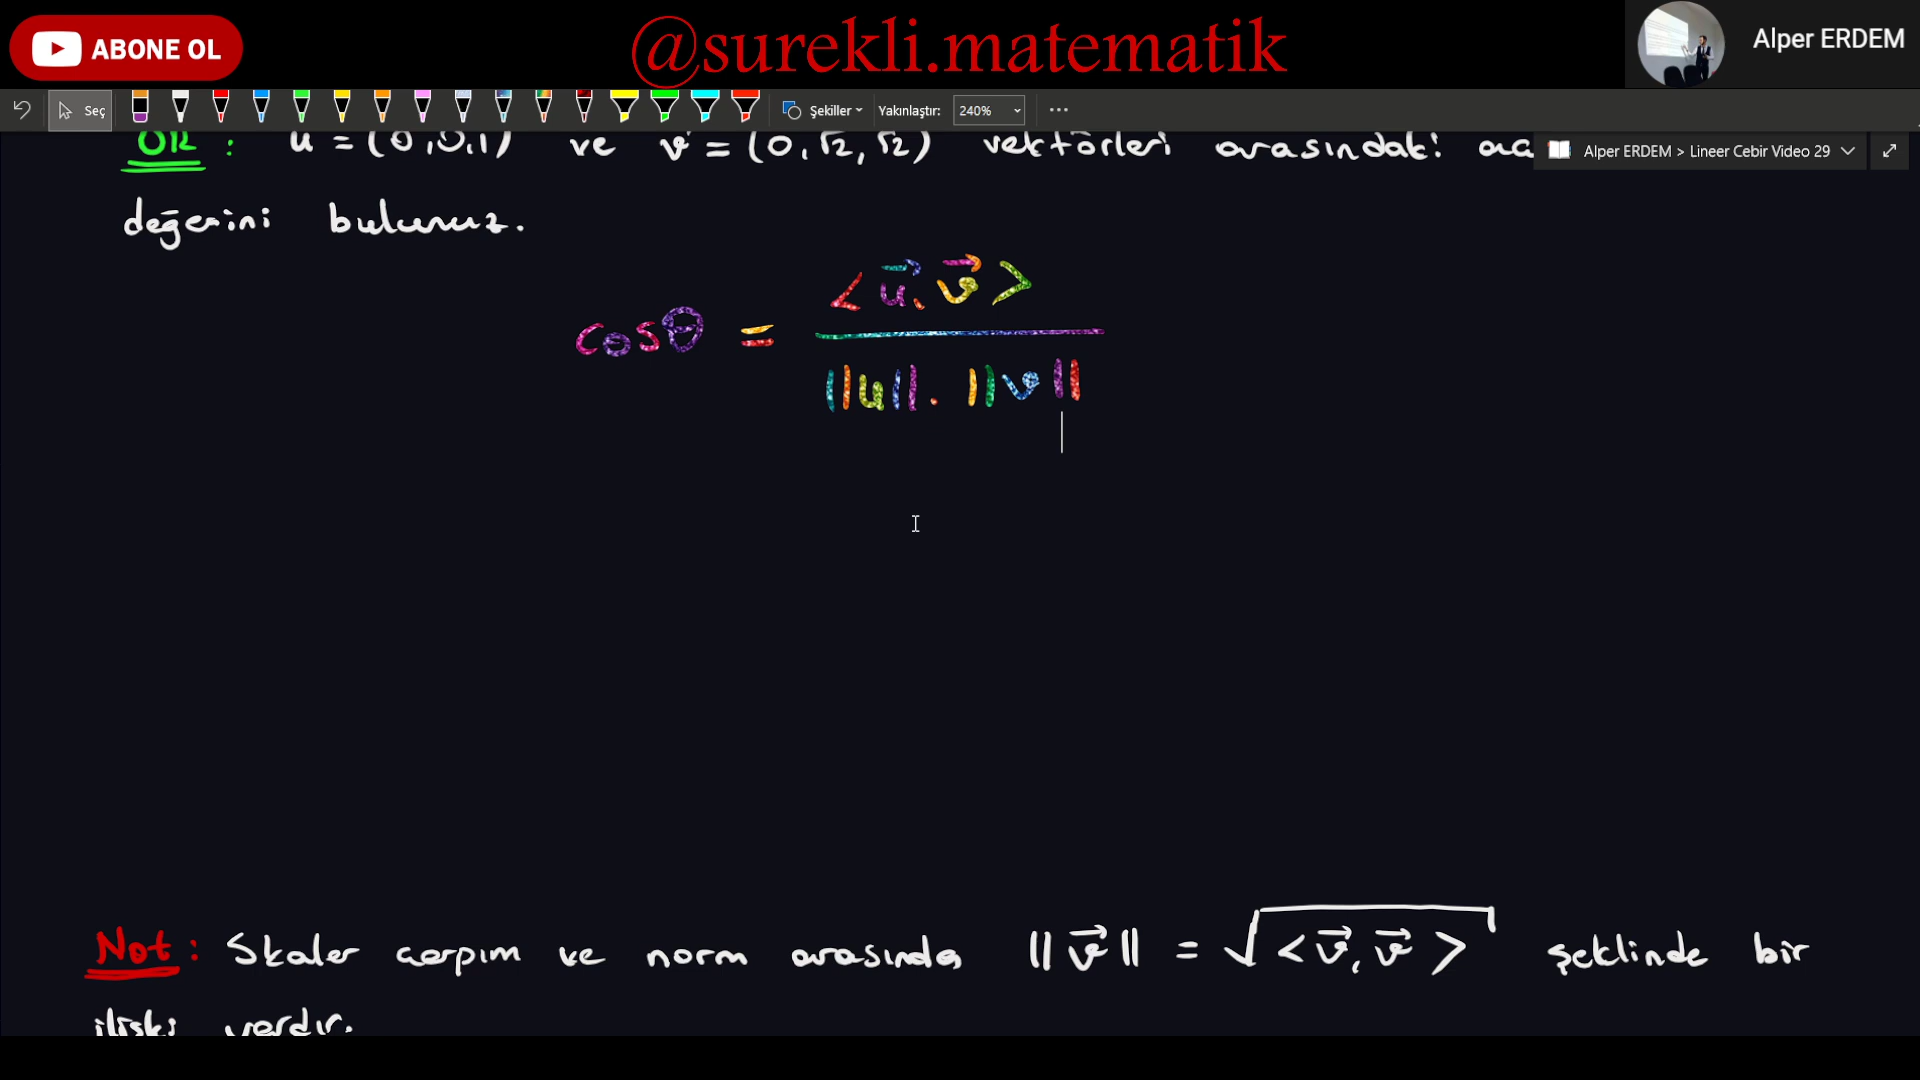 ABONE OL
@surekli.matematik
Alper ERDEM
Seç
Şekiller
Yakınlaştır:
240%
ÖR : u = (0,0,1) ve v = (0,√2,√2) vektörleri arasındaki
Alper ERDEM > Lineer Cebir Video 29
değerini bulunuz.
cosθ = <u⃗, v⃗> / ||u|| . ||v||
Not: Skaler çarpım ve norm arasında ||v⃗|| = √<v⃗, v⃗> şeklinde bir
ilişki vardır.